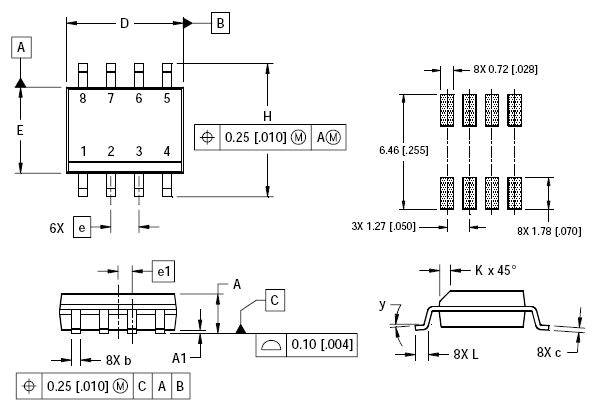 D
B
A
8 7 6 5
E
1 2 3 4
H
0.25 [.010] Ⓜ A Ⓜ
6X e
8X 0.72 [.028]
6.46 [.255]
3X 1.27 [.050]
8X 1.78 [.070]
e1
A
C
A1
0.10 [.004]
8X b
0.25 [.010] Ⓜ C A B
K x 45°
y
8X L
8X c